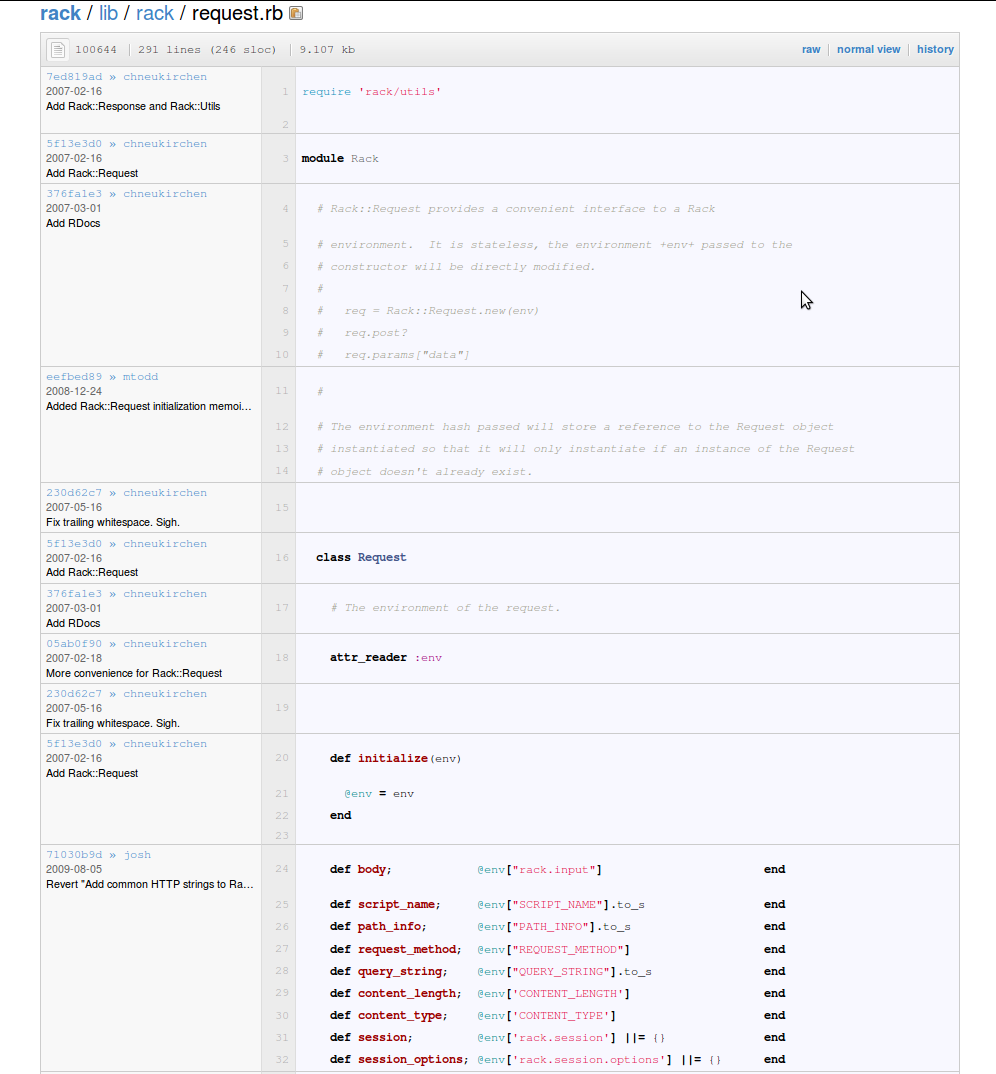 rack / lib / rack / request.rb
100644 | 291 lines (246 sloc) | 9.107 kb raw | normal view | history
7ed819ad » chneukirchen
2007-02-16
Add Rack::Response and Rack::Utils
1 require 'rack/utils'
2
5f13e3d0 » chneukirchen
2007-02-16
Add Rack::Request
3 module Rack
376fa1e3 » chneukirchen
2007-03-01
Add RDocs
4 # Rack::Request provides a convenient interface to a Rack
5 # environment.  It is stateless, the environment +env+ passed to the
6 # constructor will be directly modified.
7 #
8 #   req = Rack::Request.new(env)
9 #   req.post?
10 #   req.params["data"]
eefbed89 » mtodd
2008-12-24
Added Rack::Request initialization memoi…
11 #
12 # The environment hash passed will store a reference to the Request object
13 # instantiated so that it will only instantiate if an instance of the Request
14 # object doesn't already exist.
230d62c7 » chneukirchen
2007-05-16
Fix trailing whitespace. Sigh.
15
5f13e3d0 » chneukirchen
2007-02-16
Add Rack::Request
16 class Request
376fa1e3 » chneukirchen
2007-03-01
Add RDocs
17 # The environment of the request.
05ab0f90 » chneukirchen
2007-02-18
More convenience for Rack::Request
18 attr_reader :env
230d62c7 » chneukirchen
2007-05-16
Fix trailing whitespace. Sigh.
19
5f13e3d0 » chneukirchen
2007-02-16
Add Rack::Request
20 def initialize(env)
21 @env = env
22 end
23
71030b9d » josh
2009-08-05
Revert "Add common HTTP strings to Ra…
24 def body; @env["rack.input"] end
25 def script_name; @env["SCRIPT_NAME"].to_s end
26 def path_info; @env["PATH_INFO"].to_s end
27 def request_method; @env["REQUEST_METHOD"] end
28 def query_string; @env["QUERY_STRING"].to_s end
29 def content_length; @env['CONTENT_LENGTH'] end
30 def content_type; @env['CONTENT_TYPE'] end
31 def session; @env['rack.session'] ||= {} end
32 def session_options; @env['rack.session.options'] ||= {} end